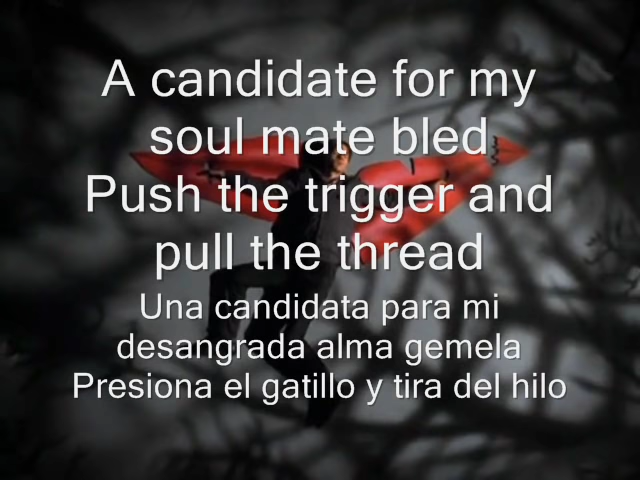 A candidate for my
soul mate bled
Push the trigger and
pull the thread
Una candidata para mi
desangrada alma gemela
Presiona el gatillo y tira del hilo